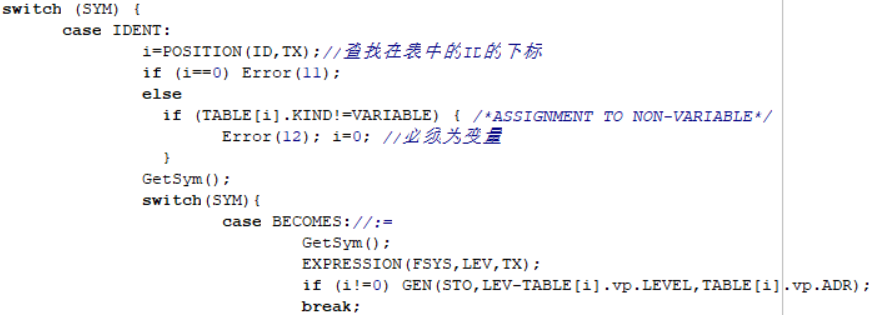 switch (SYM) {
case IDENT:
i=POSITION(ID,TX);//查找在表中的ID的下标
if (i==0) Error(11);
else
if (TABLE[i].KIND!=VARIABLE) { /*ASSIGNMENT TO NON-VARIABLE*/
Error(12); i=0; //必须为变量
}
GetSym();
switch(SYM){
case BECOMES://:=
GetSym();
EXPRESSION(FSYS,LEV,TX);
if (i!=0) GEN(STO,LEV-TABLE[i].vp.LEVEL,TABLE[i].vp.ADR);
break;